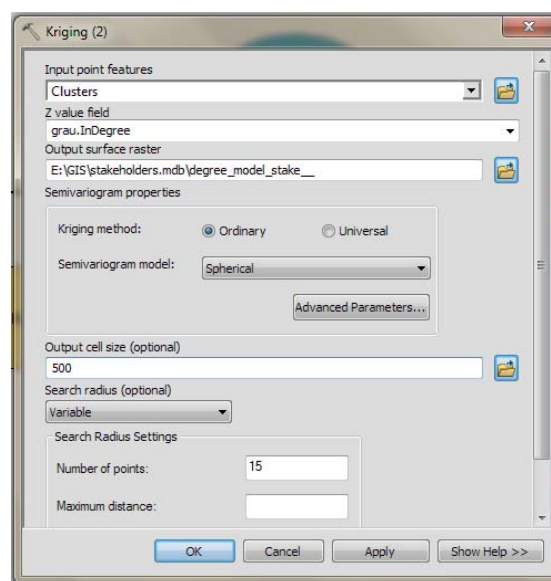 Kriging (2)
Input point features
Clusters
Z value field
grau.InDegree
Output surface raster
E:\GIS\stakeholders.mdb\degree_model_stake__
Semivariogram properties
Kriging method:
Ordinary
Universal
Semivariogram model:
Spherical
Advanced Parameters...
Output cell size (optional)
500
Search radius (optional)
Variable
Search Radius Settings
Number of points:
15
Maximum distance:
OK
Cancel
Apply
Show Help >>